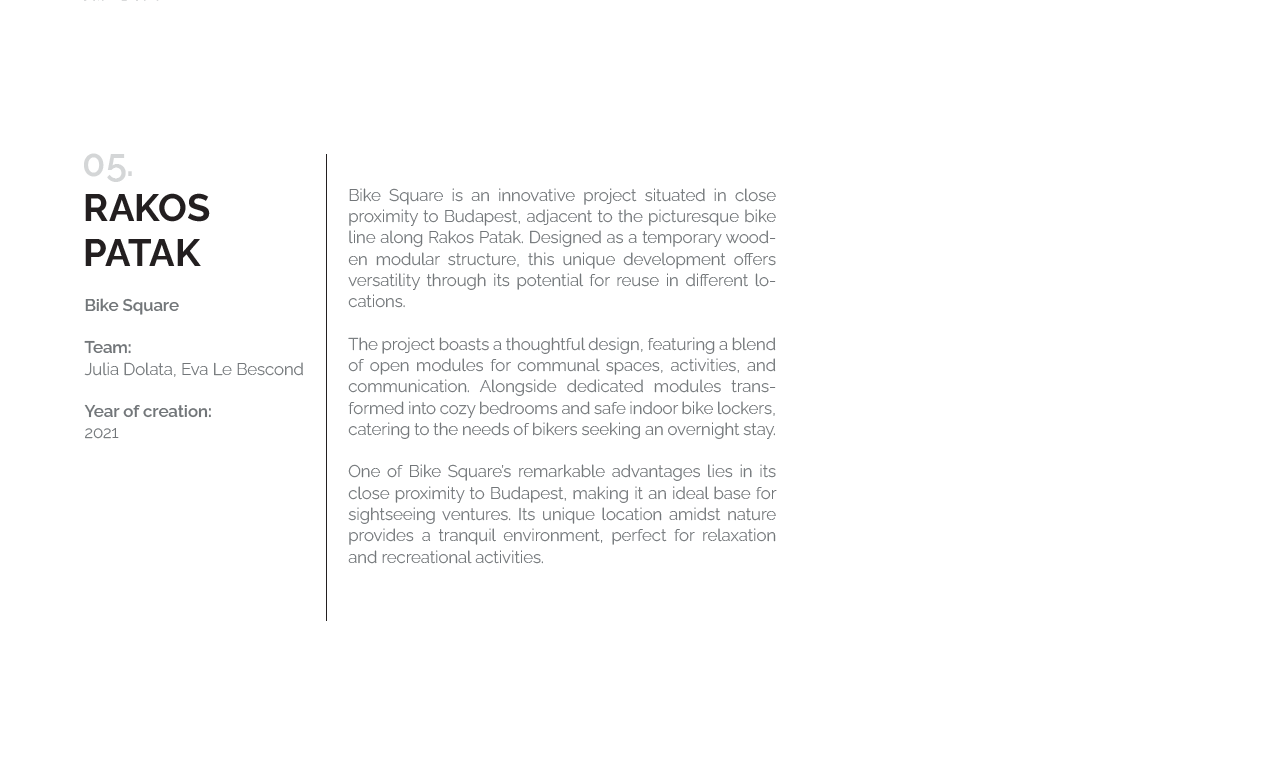 05.
RAKOS
PATAK
Bike Square
Team:
Julia Dolata, Eva Le Bescond
Year of creation:
2021
Bike Square is an innovative project situated in close
proximity to Budapest, adjacent to the picturesque bike
line along Rakos Patak. Designed as a temporary wood-
en modular structure, this unique development offers
versatility through its potential for reuse in different lo-
cations.
The project boasts a thoughtful design, featuring a blend
of open modules for communal spaces, activities, and
communication. Alongside dedicated modules trans-
formed into cozy bedrooms and safe indoor bike lockers,
catering to the needs of bikers seeking an overnight stay.
One of Bike Square's remarkable advantages lies in its
close proximity to Budapest, making it an ideal base for
sightseeing ventures. Its unique location amidst nature
provides a tranquil environment, perfect for relaxation
and recreational activities.